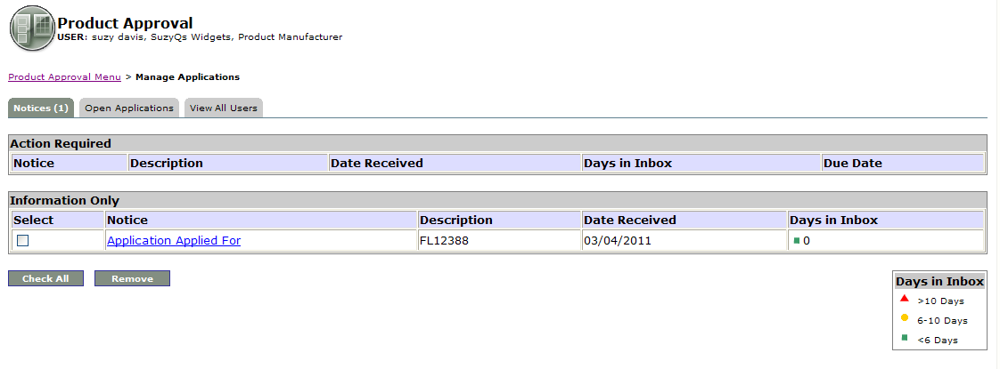 Product Approval
USER: suzy davis, SuzyQs Widgets, Product Manufacturer
Product Approval Menu > Manage Applications
Notices (1) Open Applications View All Users
Action Required
Notice Description Date Received Days in Inbox Due Date
Information Only
Select Notice Description Date Received Days in Inbox
Application Applied For FL12388 03/04/2011 0
Check All Remove
Days in Inbox
>10 Days
6-10 Days
<6 Days